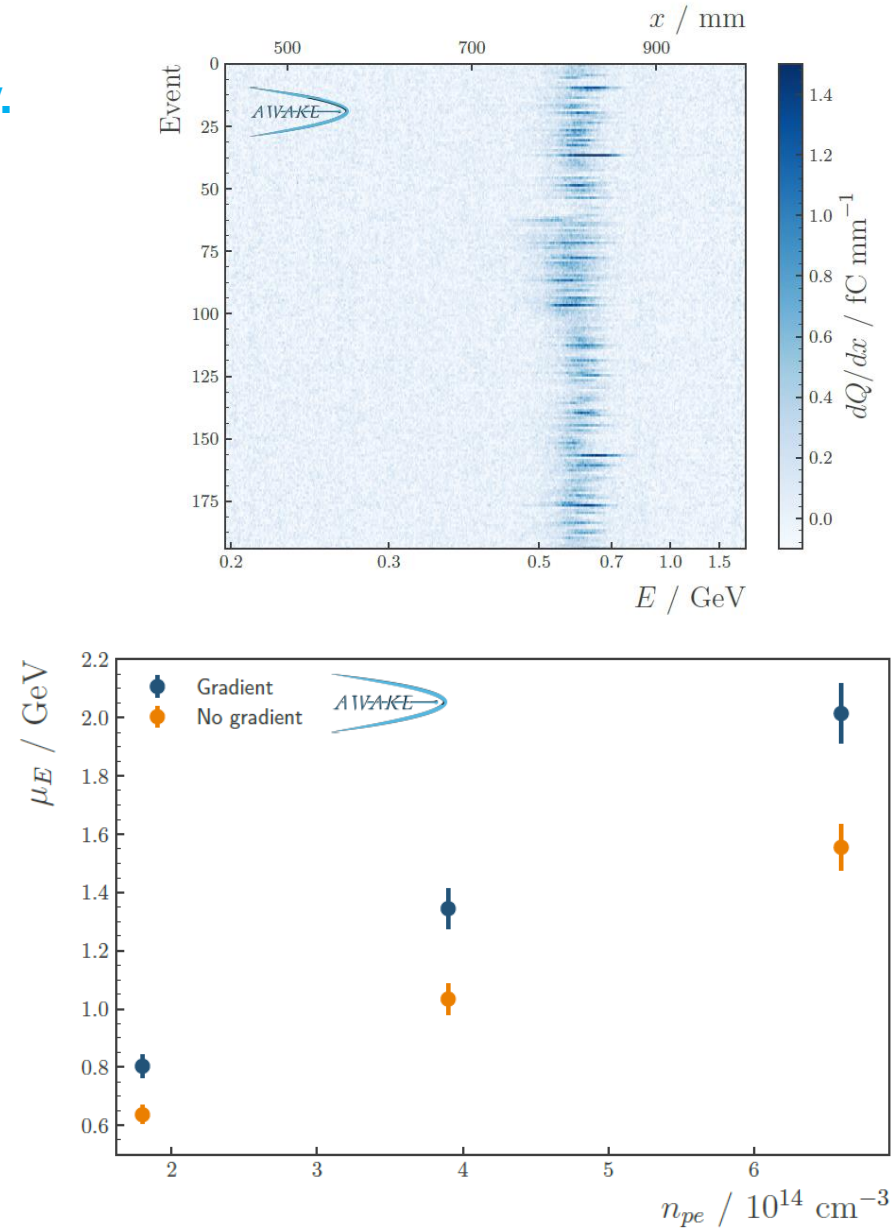 x / mm
500 700 900
Event
0
25
50
75
100
125
150
175
AWAKE
0.2 0.3 0.5 0.7 1.0 1.5
E / GeV
1.4
1.2
1.0
0.8
0.6
0.4
0.2
0.0
dQ/dx / fC mm⁻¹
μ_E / GeV
2.2
2.0
1.8
1.6
1.4
1.2
1.0
0.8
0.6
Gradient
No gradient
AWAKE
2 3 4 5 6
n_pe / 10¹⁴ cm⁻³